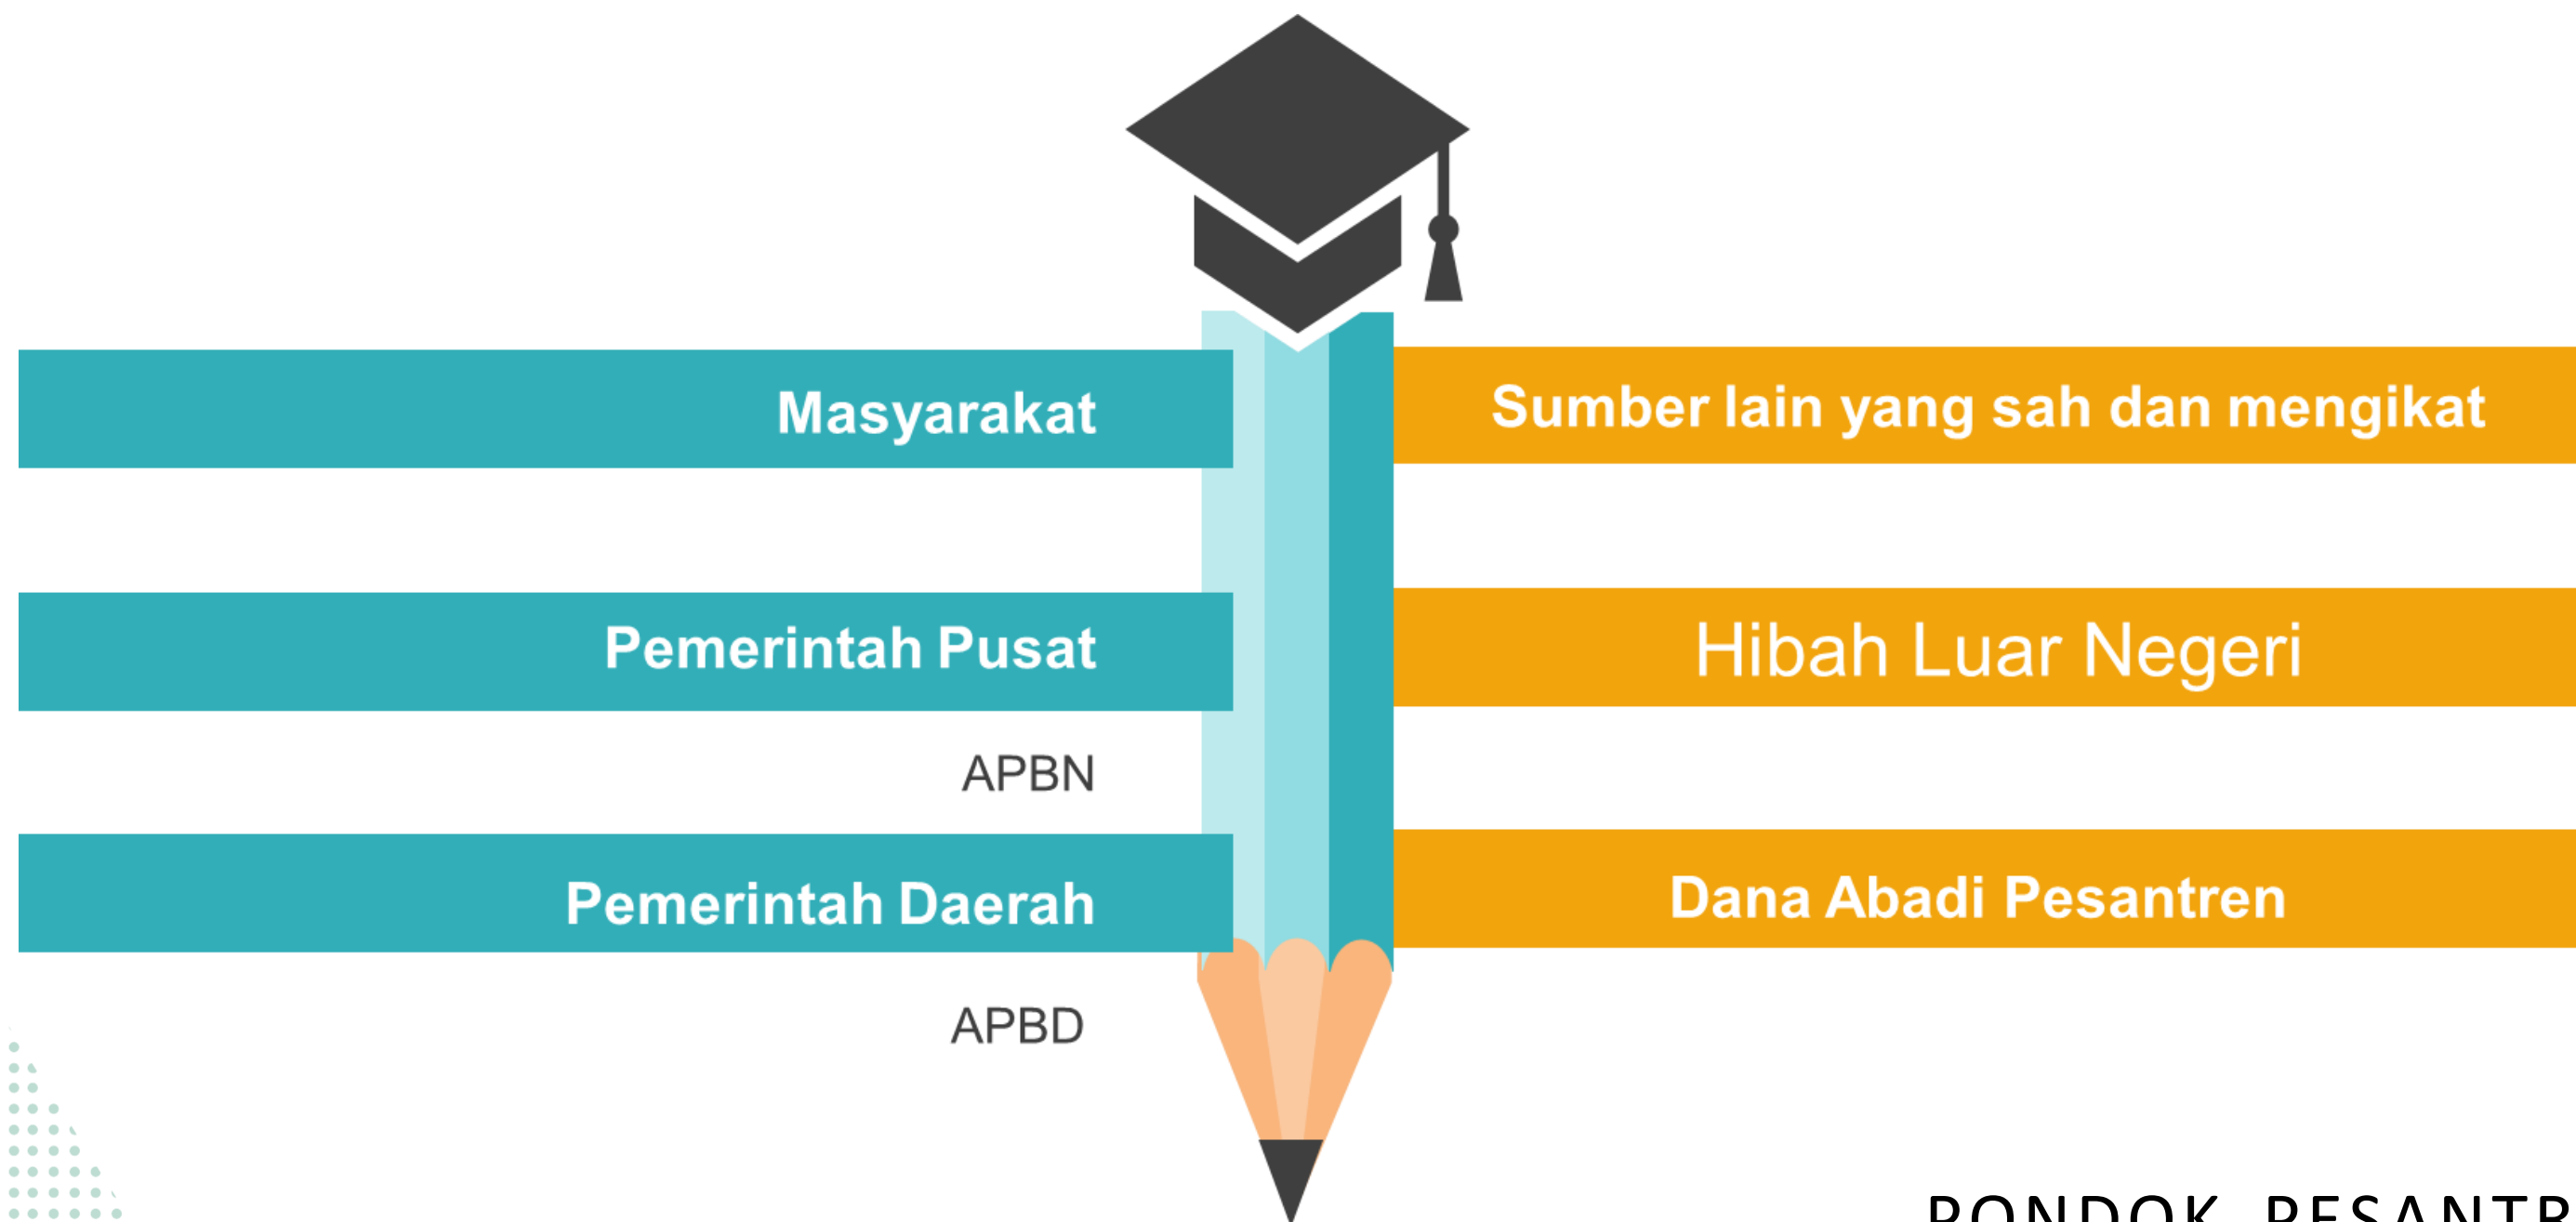 Masyarakat
Sumber lain yang sah dan mengikat
Pemerintah Pusat
Hibah Luar Negeri
APBN
Pemerintah Daerah
Dana Abadi Pesantren
APBD
PONDOK